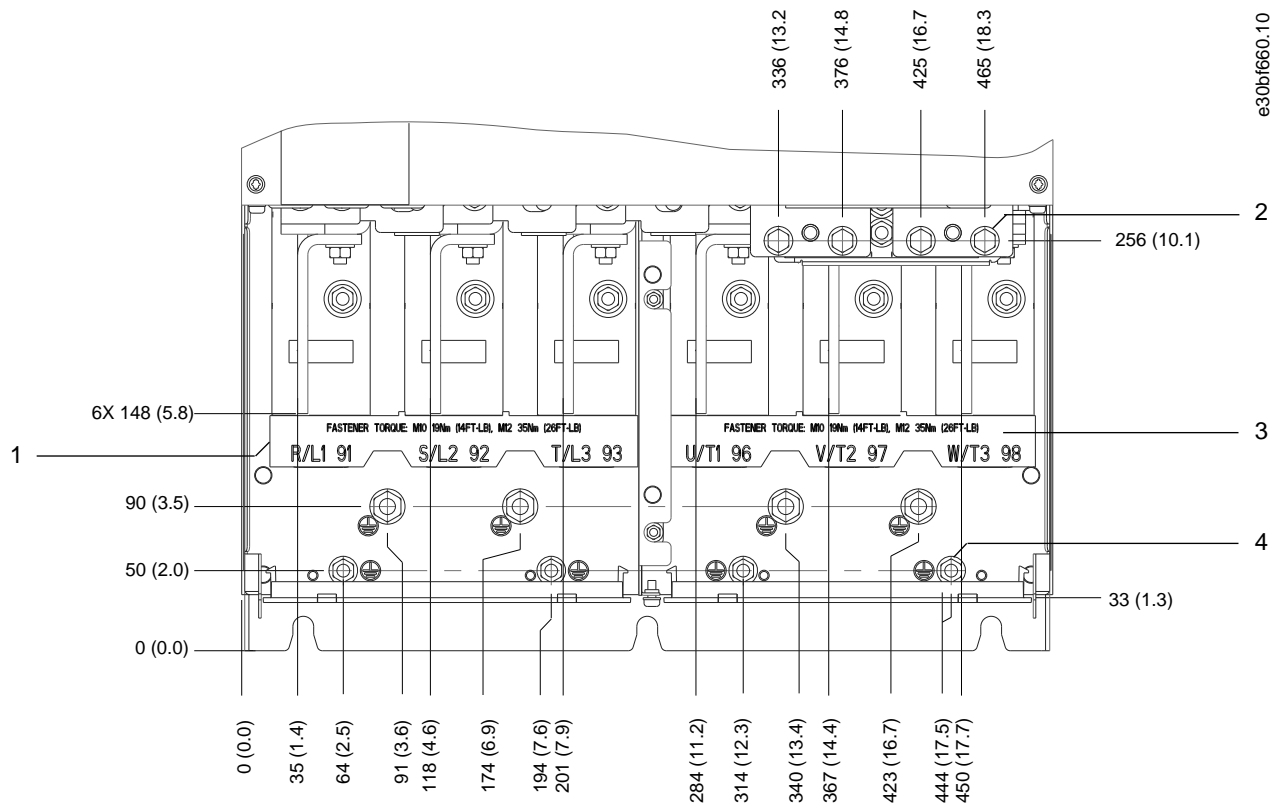 336 (13.2
376 (14.8
425 (16.7
465 (18.3
e30bf660.10
2
256 (10.1)
6X 148 (5.8)
FASTENER TORQUE: M10 19Nm (14FT-LB), M12 35Nm (26FT-LB)
FASTENER TORQUE: M10 19Nm (14FT-LB), M12 35Nm (26FT-LB)
3
1
R/L1 91
S/L2 92
T/L3 93
U/T1 96
V/T2 97
W/T3 98
90 (3.5)
4
50 (2.0)
33 (1.3)
0 (0.0)
0 (0.0)
35 (1.4)
64 (2.5)
91 (3.6)
118 (4.6)
174 (6.9)
194 (7.6)
201 (7.9)
284 (11.2)
314 (12.3)
340 (13.4)
367 (14.4)
423 (16.7)
444 (17.5)
450 (17.7)